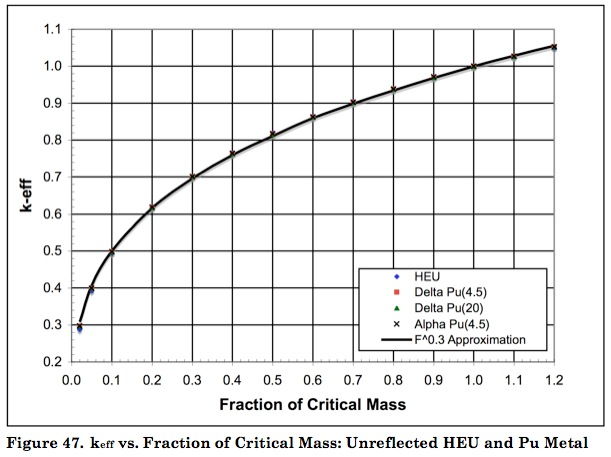 1.1
1.0
0.9
0.8
0.7
0.6
0.5
0.4
0.3
0.2
k-eff
HEU
Delta Pu(4.5)
Delta Pu(20)
Alpha Pu(4.5)
F^0.3 Approximation
0.0 0.1 0.2 0.3 0.4 0.5 0.6 0.7 0.8 0.9 1.0 1.1 1.2
Fraction of Critical Mass
Figure 47. keff vs. Fraction of Critical Mass: Unreflected HEU and Pu Metal